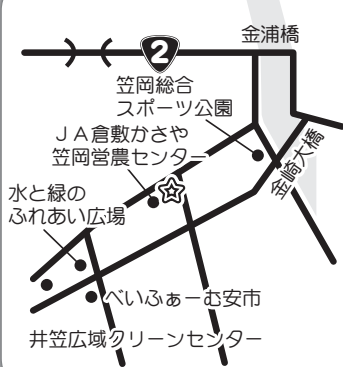 金浦橋
2
笠岡総合
スポーツ公園
JA倉敷かさや
笠岡営農センター
金崎大橋
水と緑の
ふれあい広場
べいふぁーむ安市
井笠広域クリーンセンター